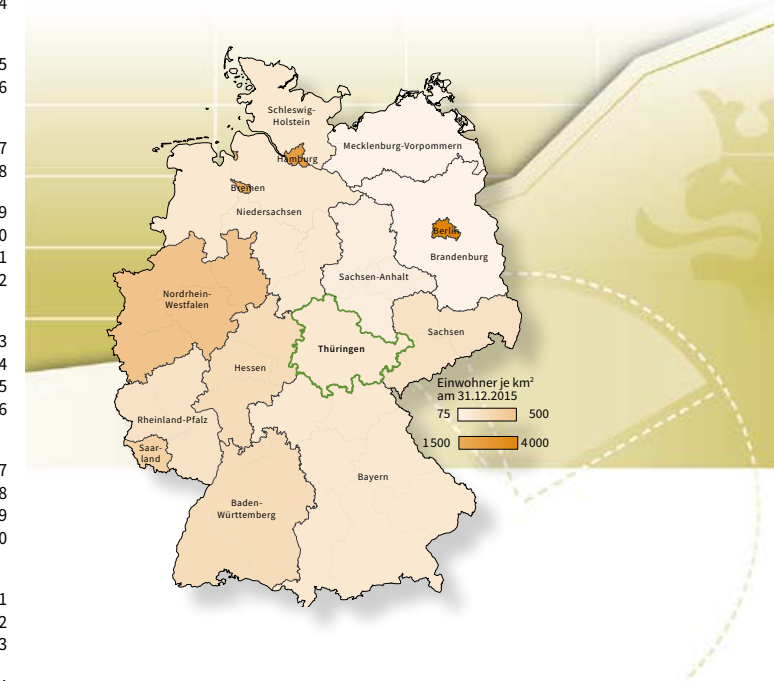 4
5
6
7
8
9
0
1
2
3
4
5
6
7
8
9
0
1
2
3
Schleswig-
Holstein
Mecklenburg-Vorpommern
Hamburg
Bremen
Niedersachsen
Berlin
Brandenburg
Sachsen-Anhalt
Nordrhein-
Westfalen
Sachsen
Thüringen
Hessen
Einwohner je km²
am 31.12.2015
75 500
1500 4000
Rheinland-Pfalz
Saar-
land
Bayern
Baden-
Württemberg